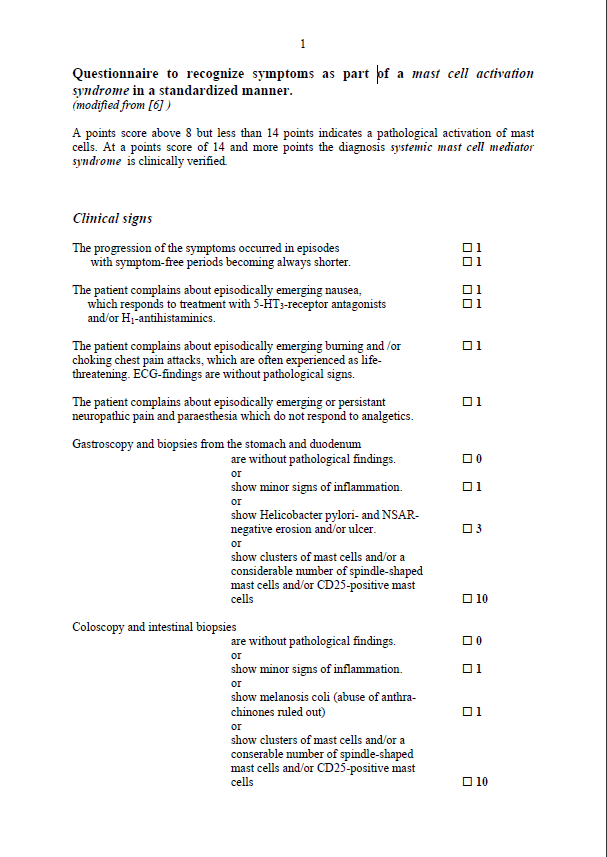 1
Questionnaire to recognize symptoms as part of a mast cell activation
syndrome in a standardized manner.
(modified from [6] )
A points score above 8 but less than 14 points indicates a pathological activation of mast
cells. At a points score of 14 and more points the diagnosis systemic mast cell mediator
syndrome is clinically verified.
Clinical signs
The progression of the symptoms occurred in episodes ☐ 1
with symptom-free periods becoming always shorter. ☐ 1
The patient complains about episodically emerging nausea, ☐ 1
which responds to treatment with 5-HT3-receptor antagonists ☐ 1
and/or H1-antihistaminics.
The patient complains about episodically emerging burning and /or ☐ 1
choking chest pain attacks, which are often experienced as life-
threatening. ECG-findings are without pathological signs.
The patient complains about episodically emerging or persistant ☐ 1
neuropathic pain and paraesthesia which do not respond to analgetics.
Gastroscopy and biopsies from the stomach and duodenum
are without pathological findings. ☐ 0
or
show minor signs of inflammation. ☐ 1
or
show Helicobacter pylori- and NSAR-
negative erosion and/or ulcer. ☐ 3
or
show clusters of mast cells and/or a
considerable number of spindle-shaped
mast cells and/or CD25-positive mast
cells ☐ 10
Coloscopy and intestinal biopsies
are without pathological findings. ☐ 0
or
show minor signs of inflammation. ☐ 1
or
show melanosis coli (abuse of anthra-
chinones ruled out) ☐ 1
or
show clusters of mast cells and/or a
conserable number of spindle-shaped
mast cells and/or CD25-positive mast
cells ☐ 10